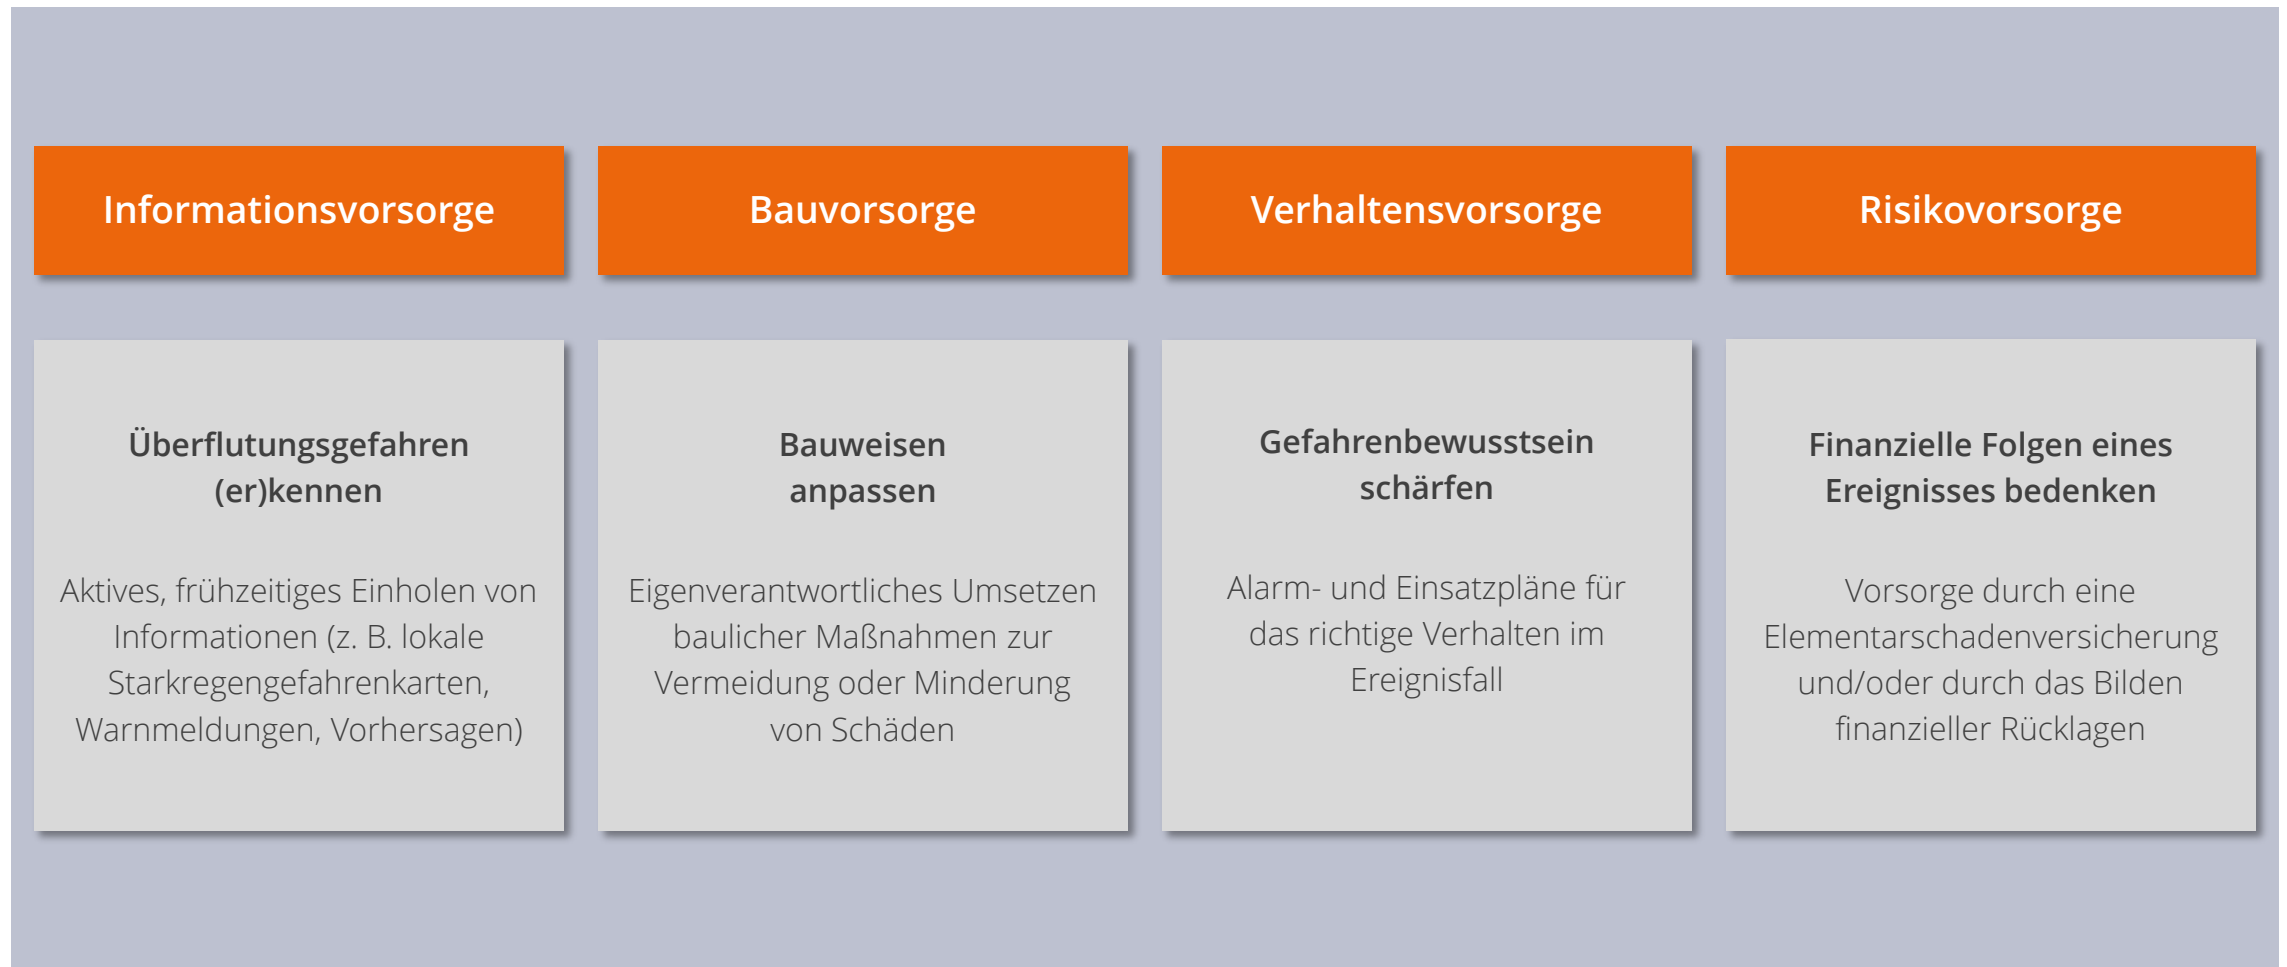 Informationsvorsorge
Überflutungsgefahren
(er)kennen
Aktives, frühzeitiges Einholen von
Informationen (z. B. lokale
Starkregengefahrenkarten,
Warnmeldungen, Vorhersagen)
Bauvorsorge
Bauweisen
anpassen
Eigenverantwortliches Umsetzen
baulicher Maßnahmen zur
Vermeidung oder Minderung
von Schäden
Verhaltensvorsorge
Gefahrenbewusstsein
schärfen
Alarm- und Einsatzpläne für
das richtige Verhalten im
Ereignisfall
Risikovorsorge
Finanzielle Folgen eines
Ereignisses bedenken
Vorsorge durch eine
Elementarschadenversicherung
und/oder durch das Bilden
finanzieller Rücklagen